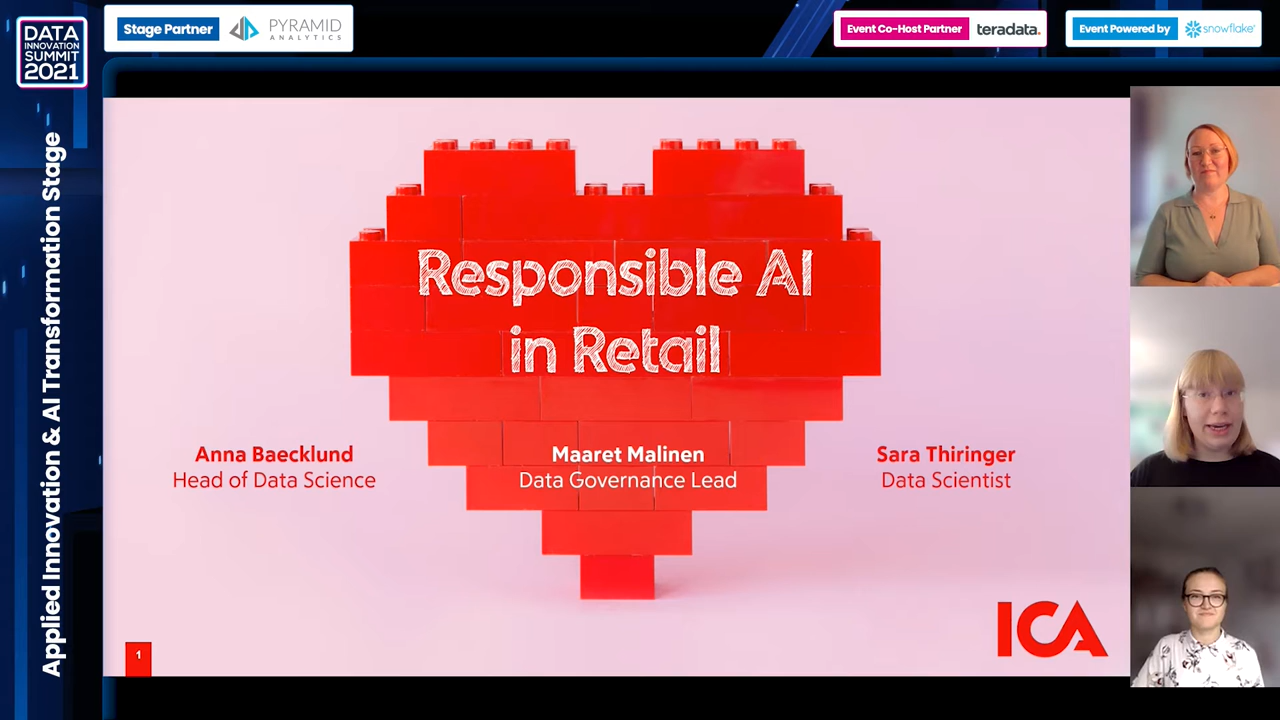 DATA
INNOVATION
SUMMIT
2021
Stage Partner
PYRAMID
ANALYTICS
Event Co-Host Partner
teradata.
Event Powered by
snowflake
Applied Innovation & AI Transformation Stage
Responsible AI
in Retail
Anna Baecklund
Head of Data Science
Maaret Malinen
Data Governance Lead
Sara Thiringer
Data Scientist
ICA
1